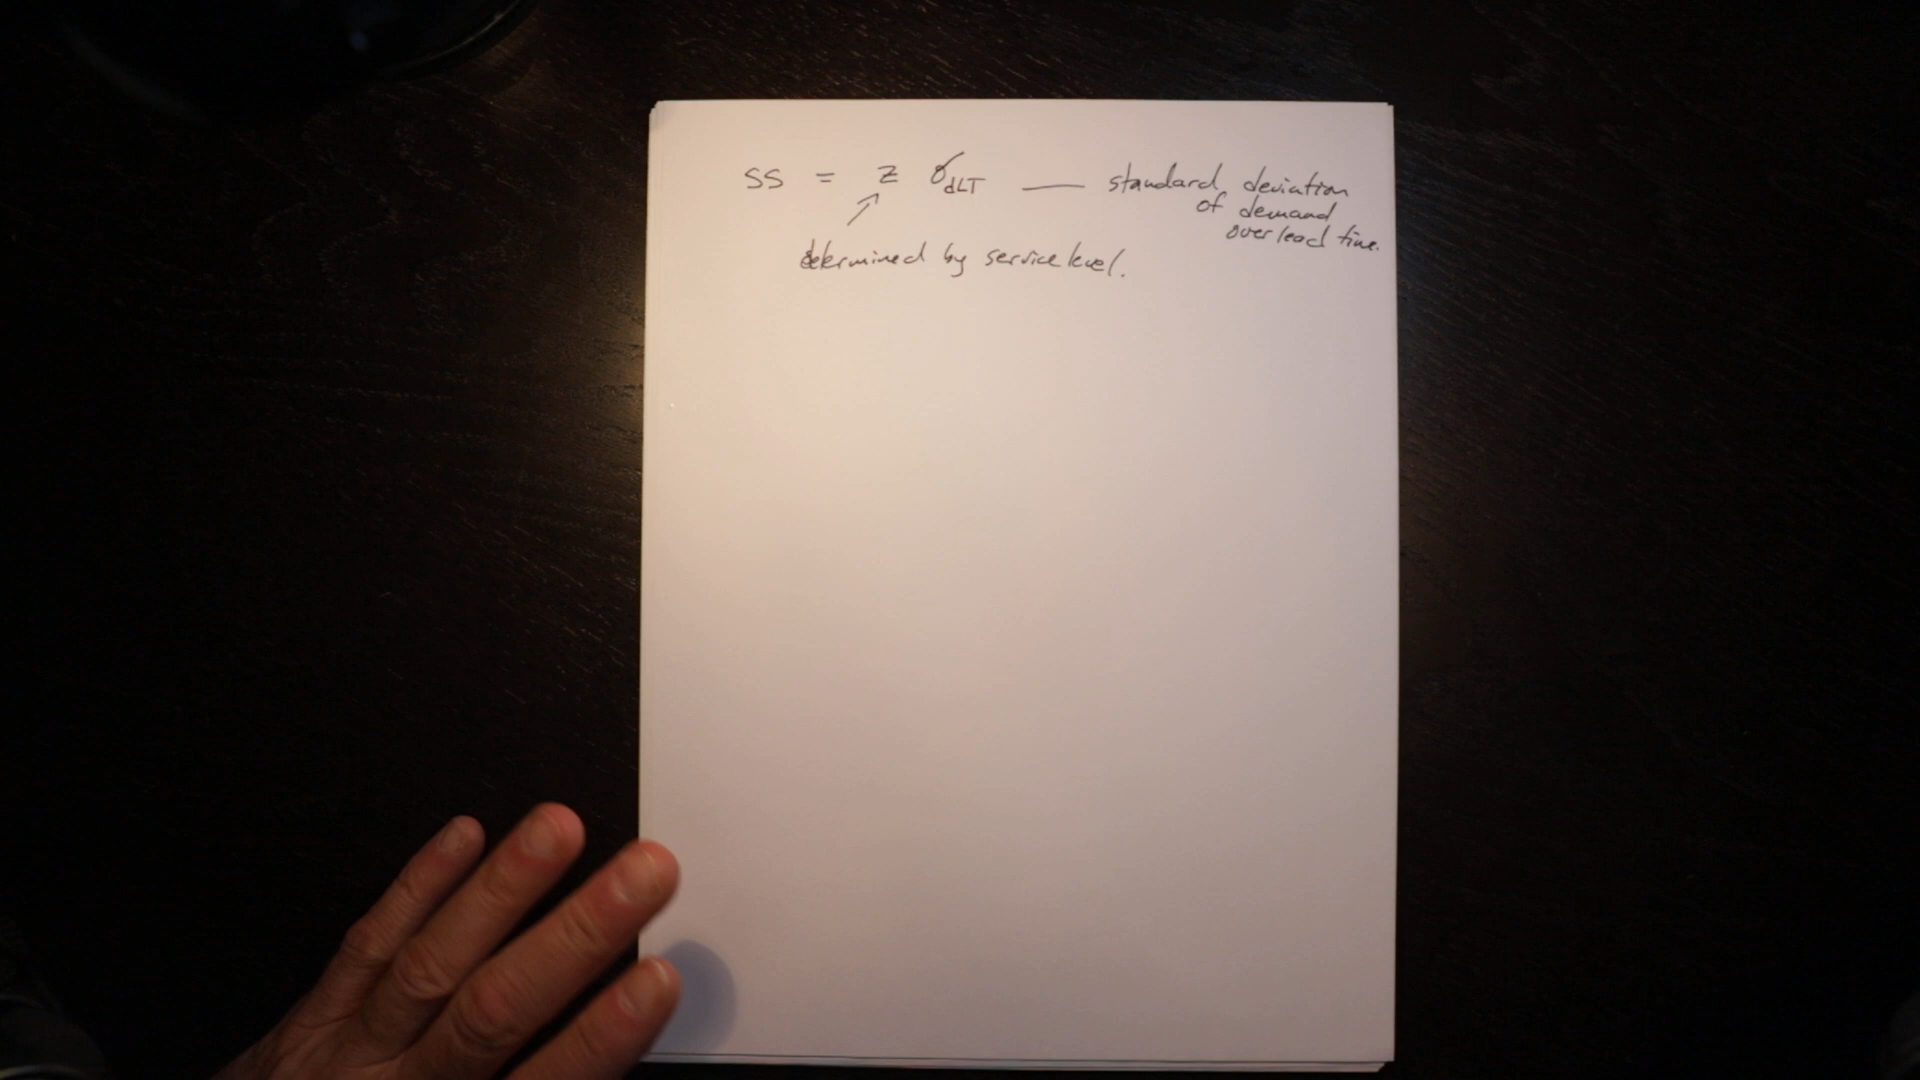 SS = z σdLT — standard deviation
of demand
over lead time.
determined by service level.